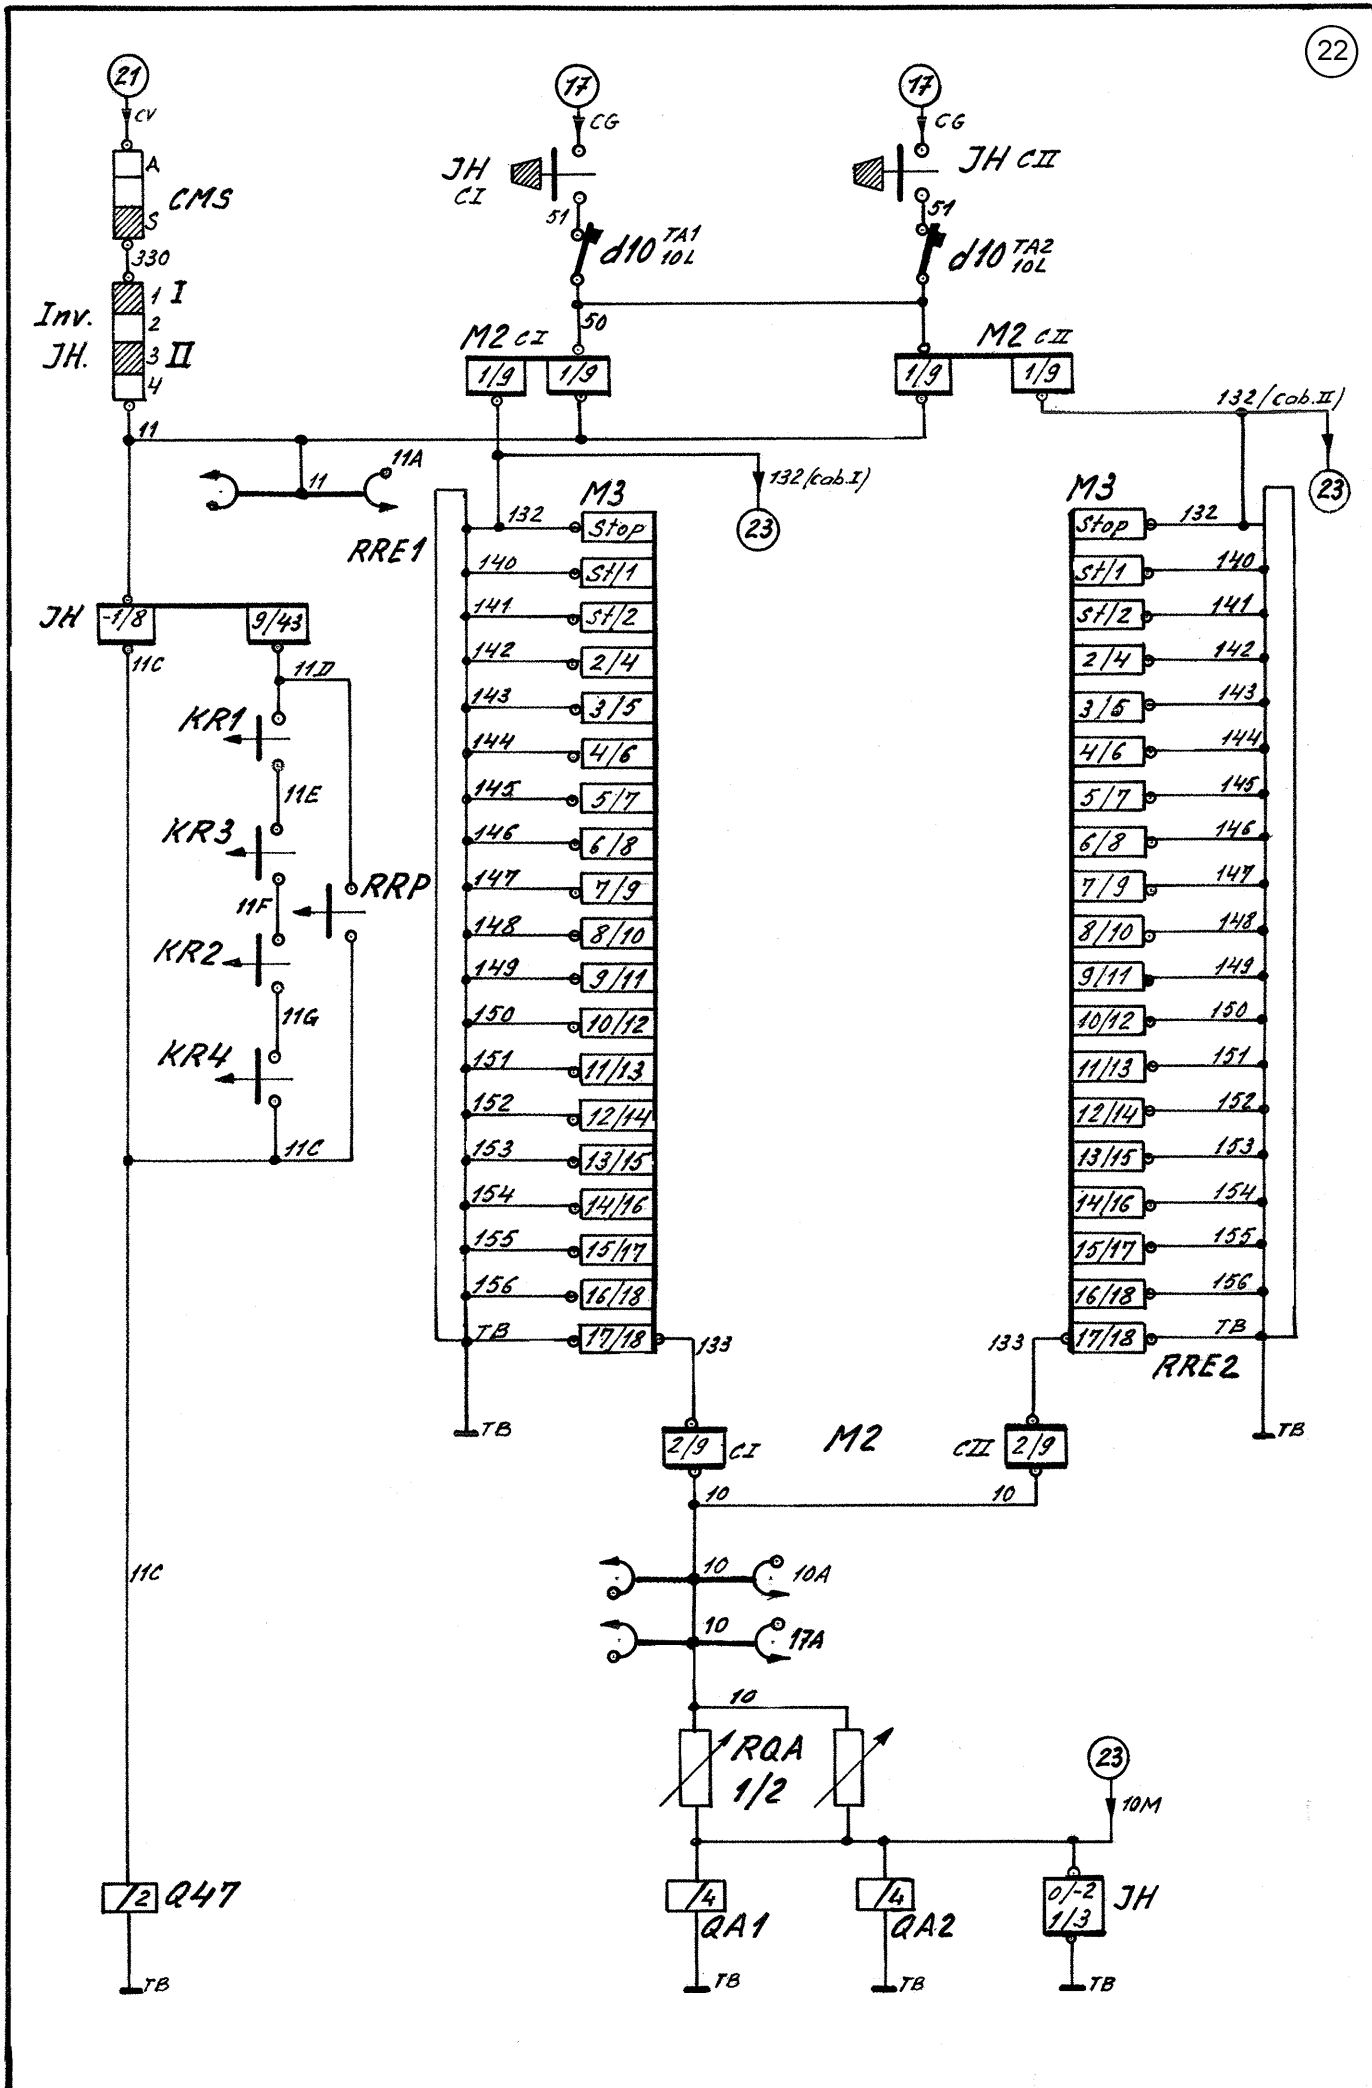 22
21
CV
A
S
CMS
330
Inv.
JH.
1 I
2
3 II
4
11
17
CG
JH
CI
51
d10 TA1
10L
50
17
CG
JH CII
51
d10 TA2
10L
M2 CI
1/9
1/9
M2 CII
1/9
1/9
132/(cab.II)
23
132/(cab.I)
23
11
11A
JH
-1/8
9/43
11C
11D
KR1
11E
KR3
11F
RRP
KR2
11G
KR4
11C
11C
Q47
/2
TB
RRE1
M3
132 Stop
140 St/1
141 St/2
142 2/4
143 3/5
144 4/6
145 5/7
146 6/8
147 7/9
148 8/10
149 9/11
150 10/12
151 11/13
152 12/14
153 13/15
154 14/16
155 15/17
156 16/18
TB 17/18
133
TB
M3
Stop 132
St/1 140
St/2 141
2/4 142
3/5 143
4/6 144
5/7 145
6/8 146
7/9 147
8/10 148
9/11 149
10/12 150
11/13 151
12/14 152
13/15 153
14/16 154
15/17 155
16/18 156
133 17/18 TB
RRE2
TB
2/9 CI
M2
CII 2/9
10
10
10
10A
10
17A
10
RQA
1/2
23
10M
/4
QA1
TB
/4
QA2
TB
0/-2
1/3
JH
TB